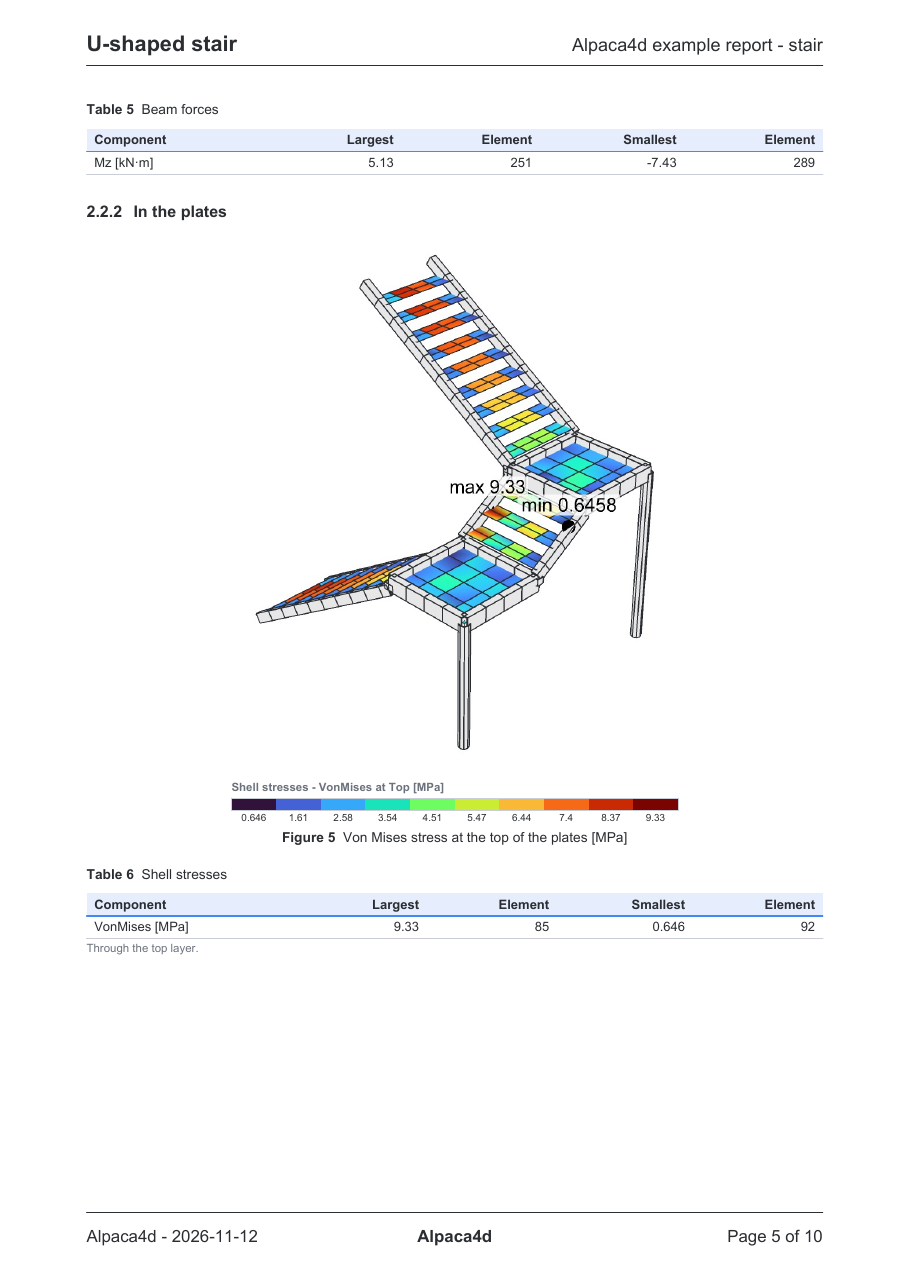 U-shaped stair Alpaca4d example report - stair
Table 5 Beam forces
Component Largest Element Smallest Element
Mz [kN·m] 5.13 251 -7.43 289
2.2.2 In the plates
max 9.33
min 0.6458
Shell stresses - VonMises at Top [MPa]
0.646 1.61 2.58 3.54 4.51 5.47 6.44 7.4 8.37 9.33
Figure 5 Von Mises stress at the top of the plates [MPa]
Table 6 Shell stresses
Component Largest Element Smallest Element
VonMises [MPa] 9.33 85 0.646 92
Through the top layer.
Alpaca4d - 2026-11-12 Alpaca4d Page 5 of 10